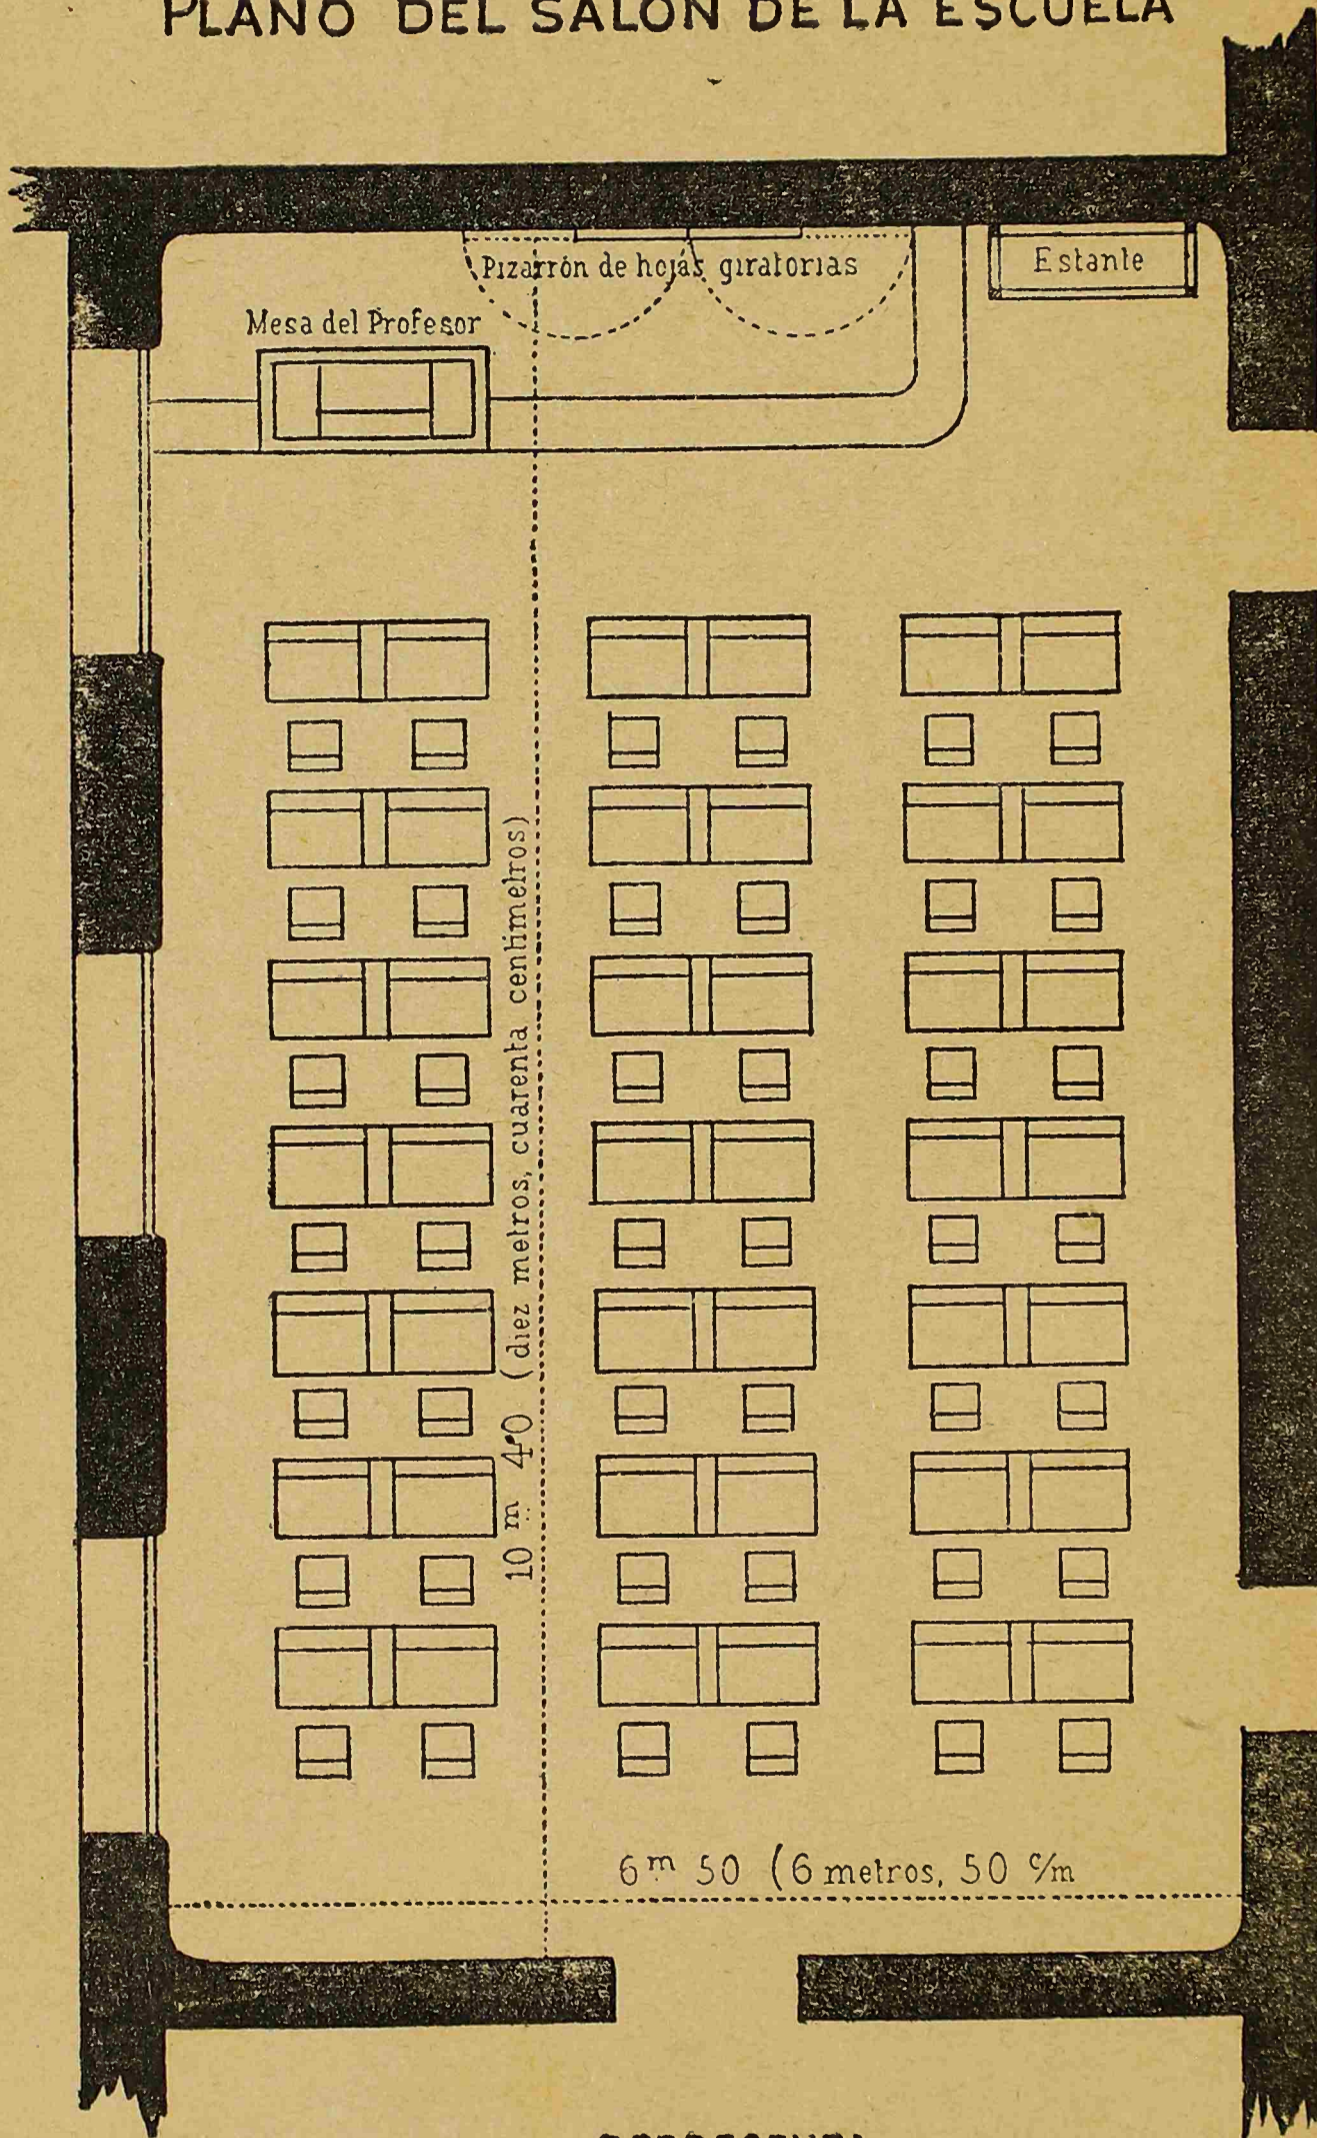 PLANO DEL SALON DE LA ESCUELA
Pizarrón de hojas giratorias
Estante
Mesa del Profesor
10 m 40 (diez metros, cuarenta centimetros)
6m 50 (6 metros, 50 c/m